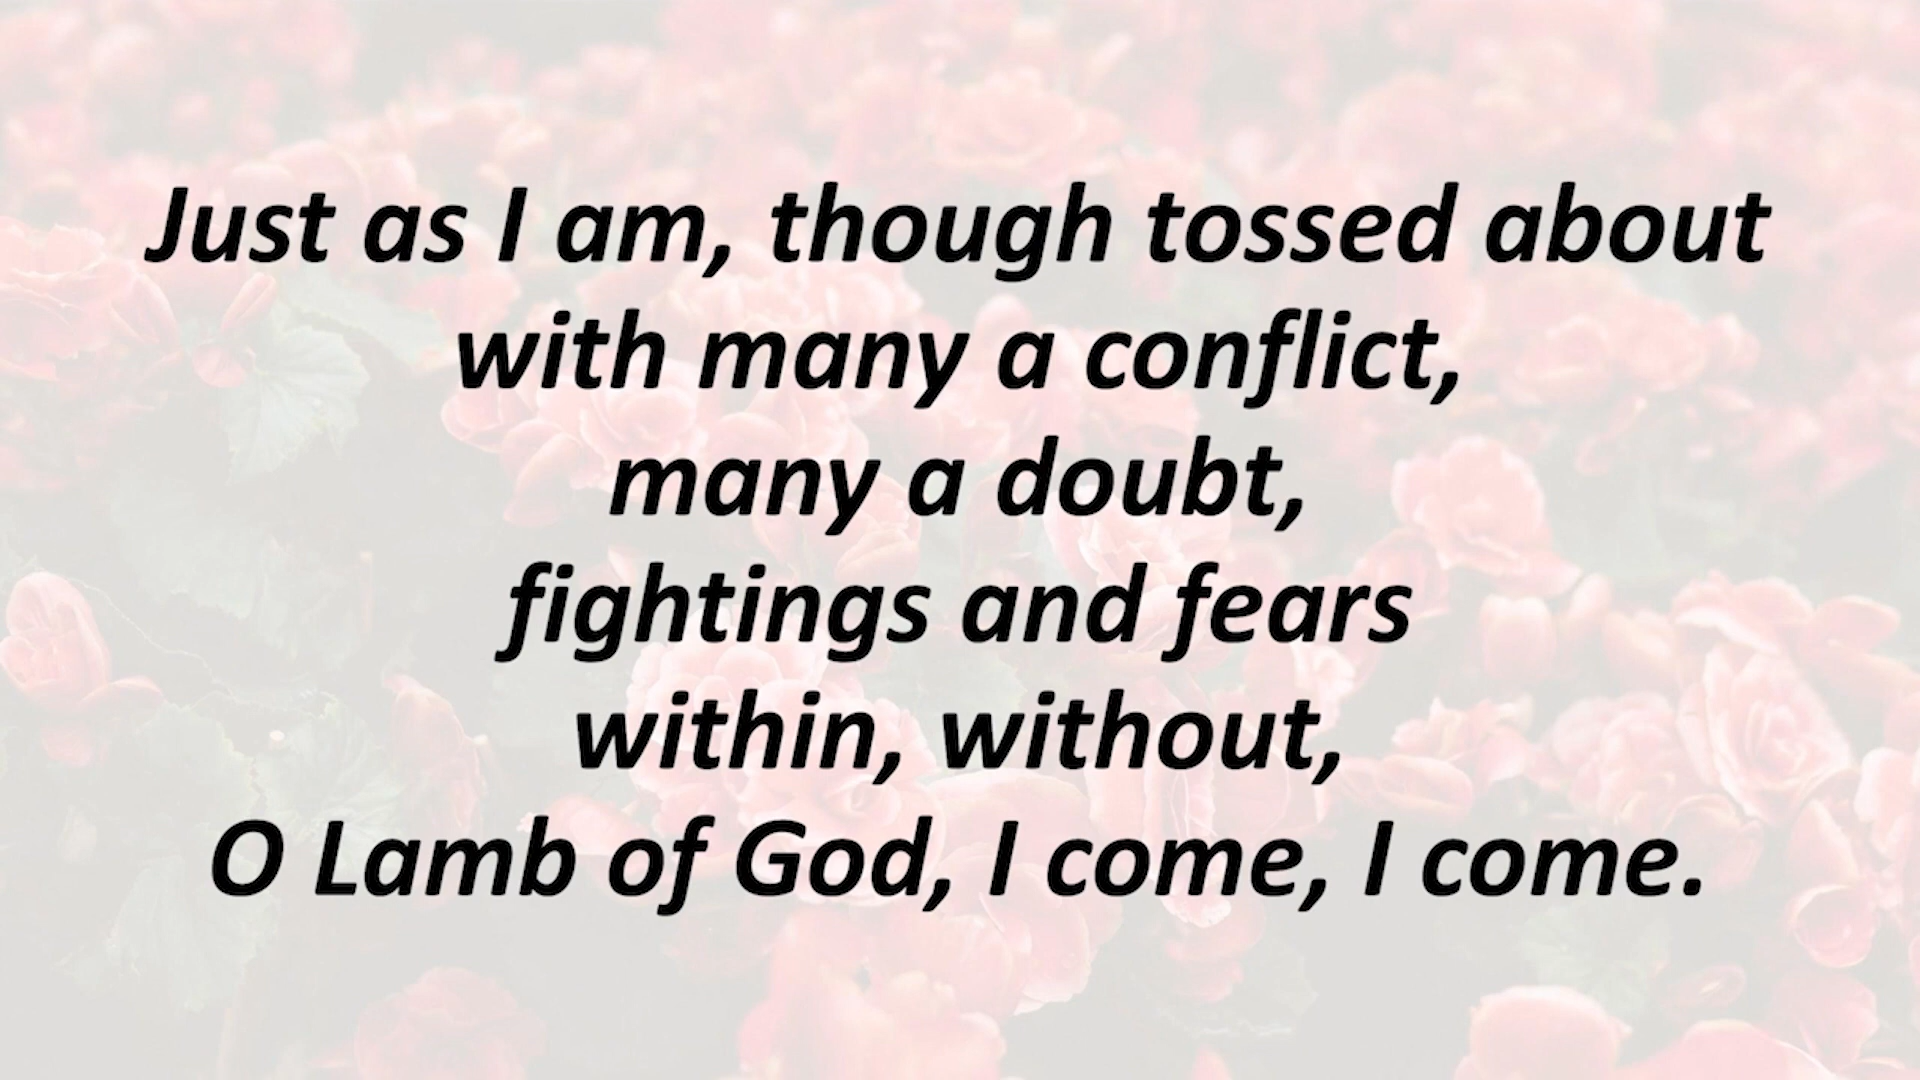 Just as I am, though tossed about
with many a conflict,
many a doubt,
fightings and fears
within, without,
O Lamb of God, I come, I come.